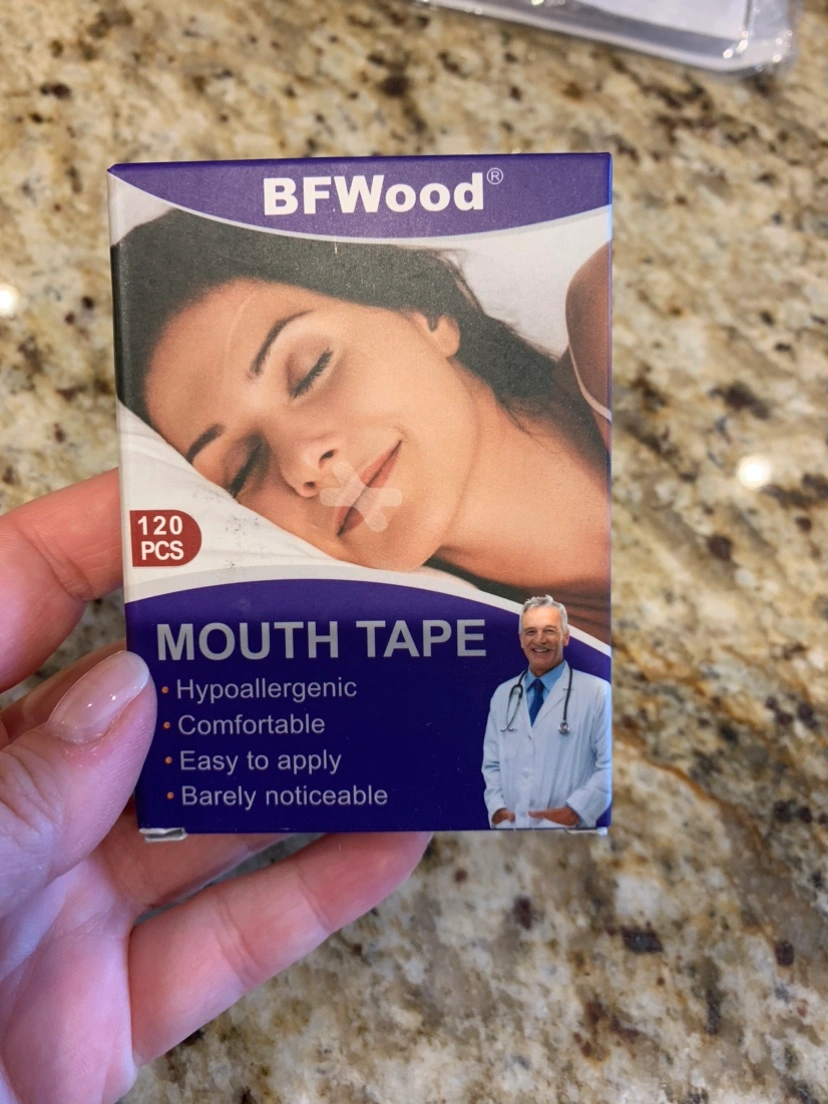 BFWood®
120
PCS
MOUTH TAPE
• Hypoallergenic
• Comfortable
• Easy to apply
• Barely noticeable